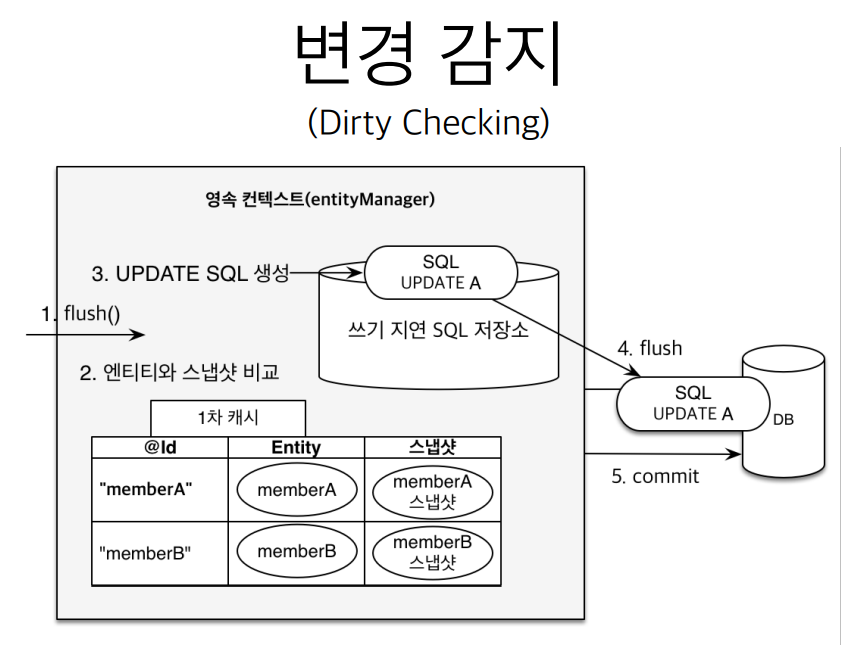 변경 감지
(Dirty Checking)
영속 컨텍스트(entityManager)
3. UPDATE SQL 생성
SQL
UPDATE A
1. flush()
쓰기 지연 SQL 저장소
2. 엔티티와 스냅샷 비교
4. flush
SQL
UPDATE A
DB
5. commit
1차 캐시
@Id Entity 스냅샷
"memberA" memberA memberA
스냅샷
"memberB" memberB memberB
스냅샷